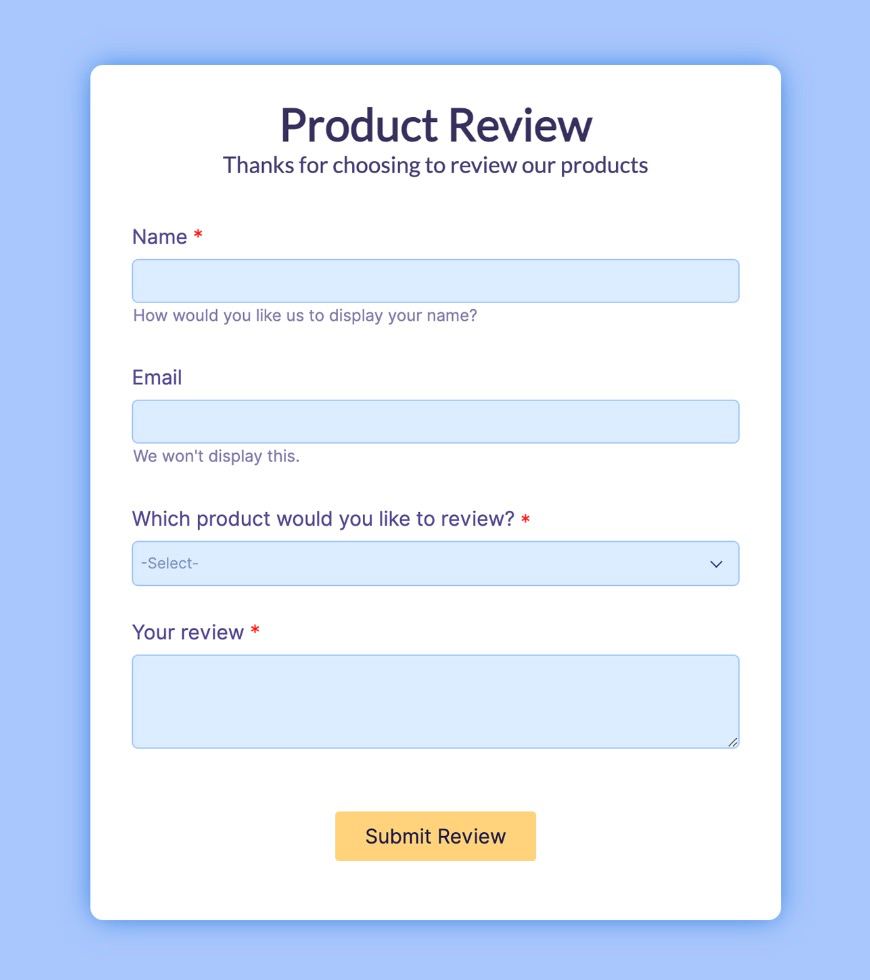 Product Review
Thanks for choosing to review our products
Name *
How would you like us to display your name?
Email
We won't display this.
Which product would you like to review? *
-Select-
Your review *
Submit Review